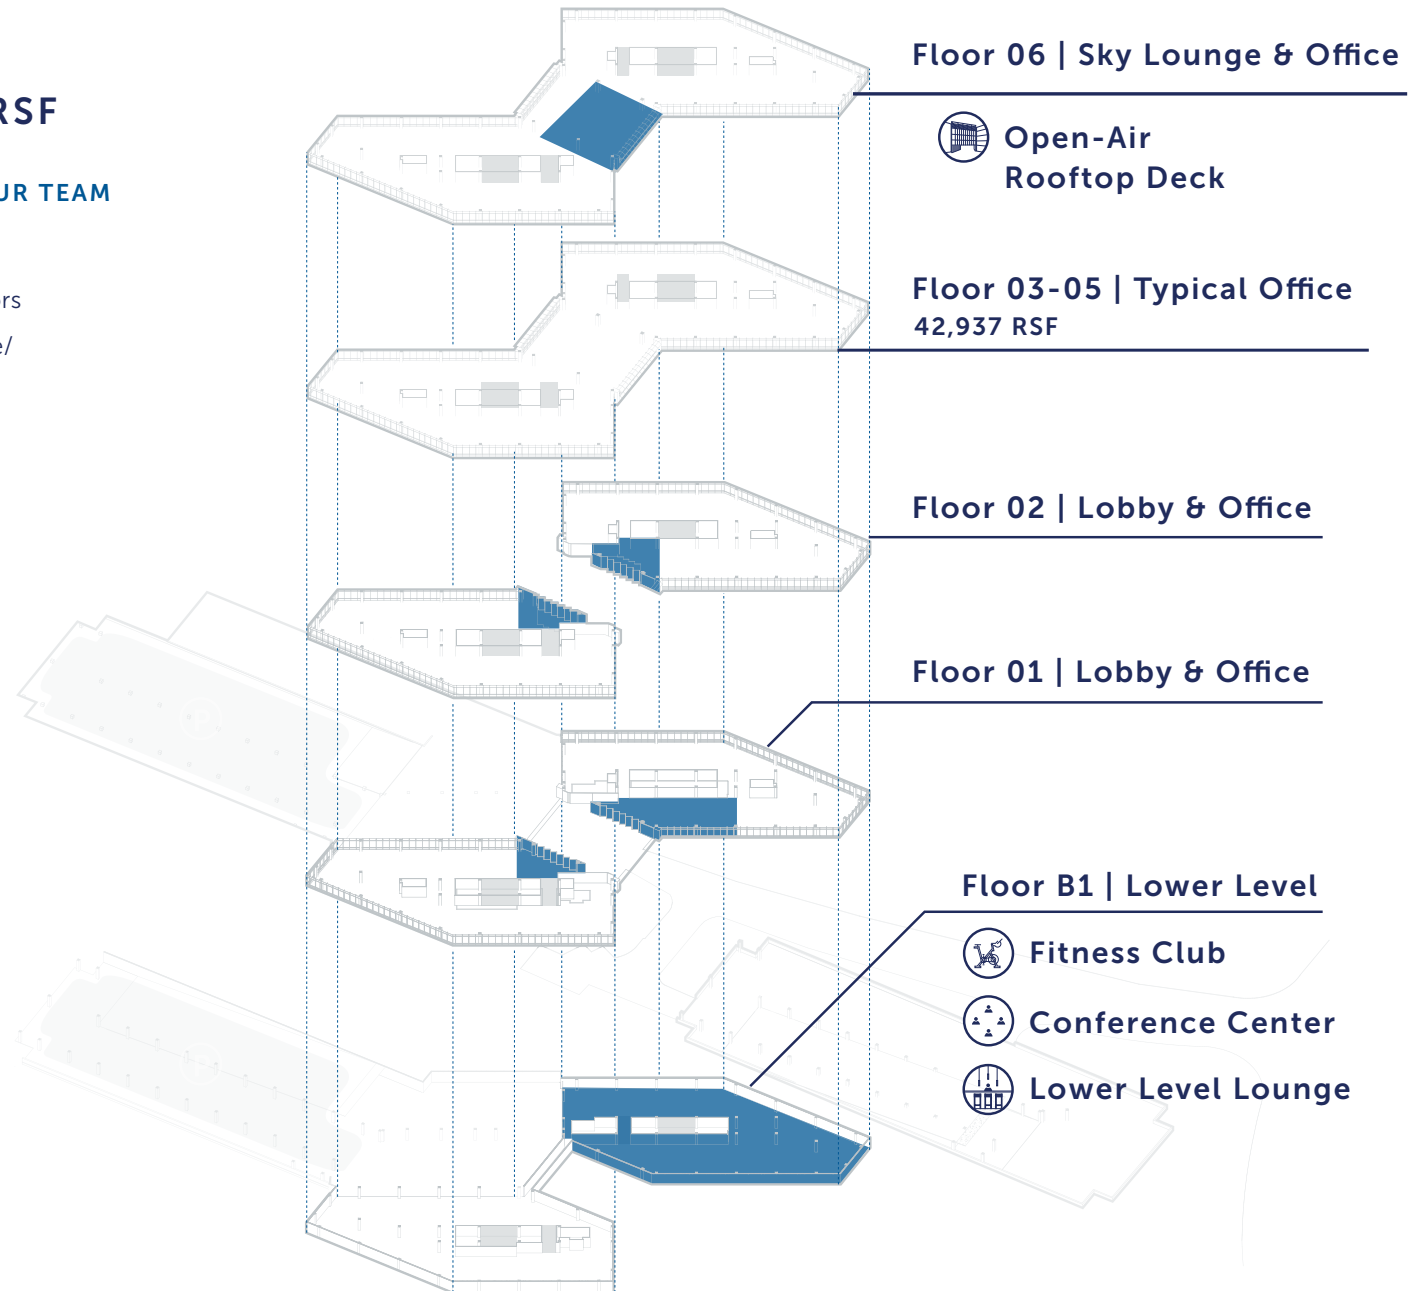 RSF
UR TEAM
rs
e/
Floor 06 | Sky Lounge & Office
Open-Air
Rooftop Deck
Floor 03-05 | Typical Office
42,937 RSF
Floor 02 | Lobby & Office
Floor 01 | Lobby & Office
Floor B1 | Lower Level
Fitness Club
Conference Center
Lower Level Lounge